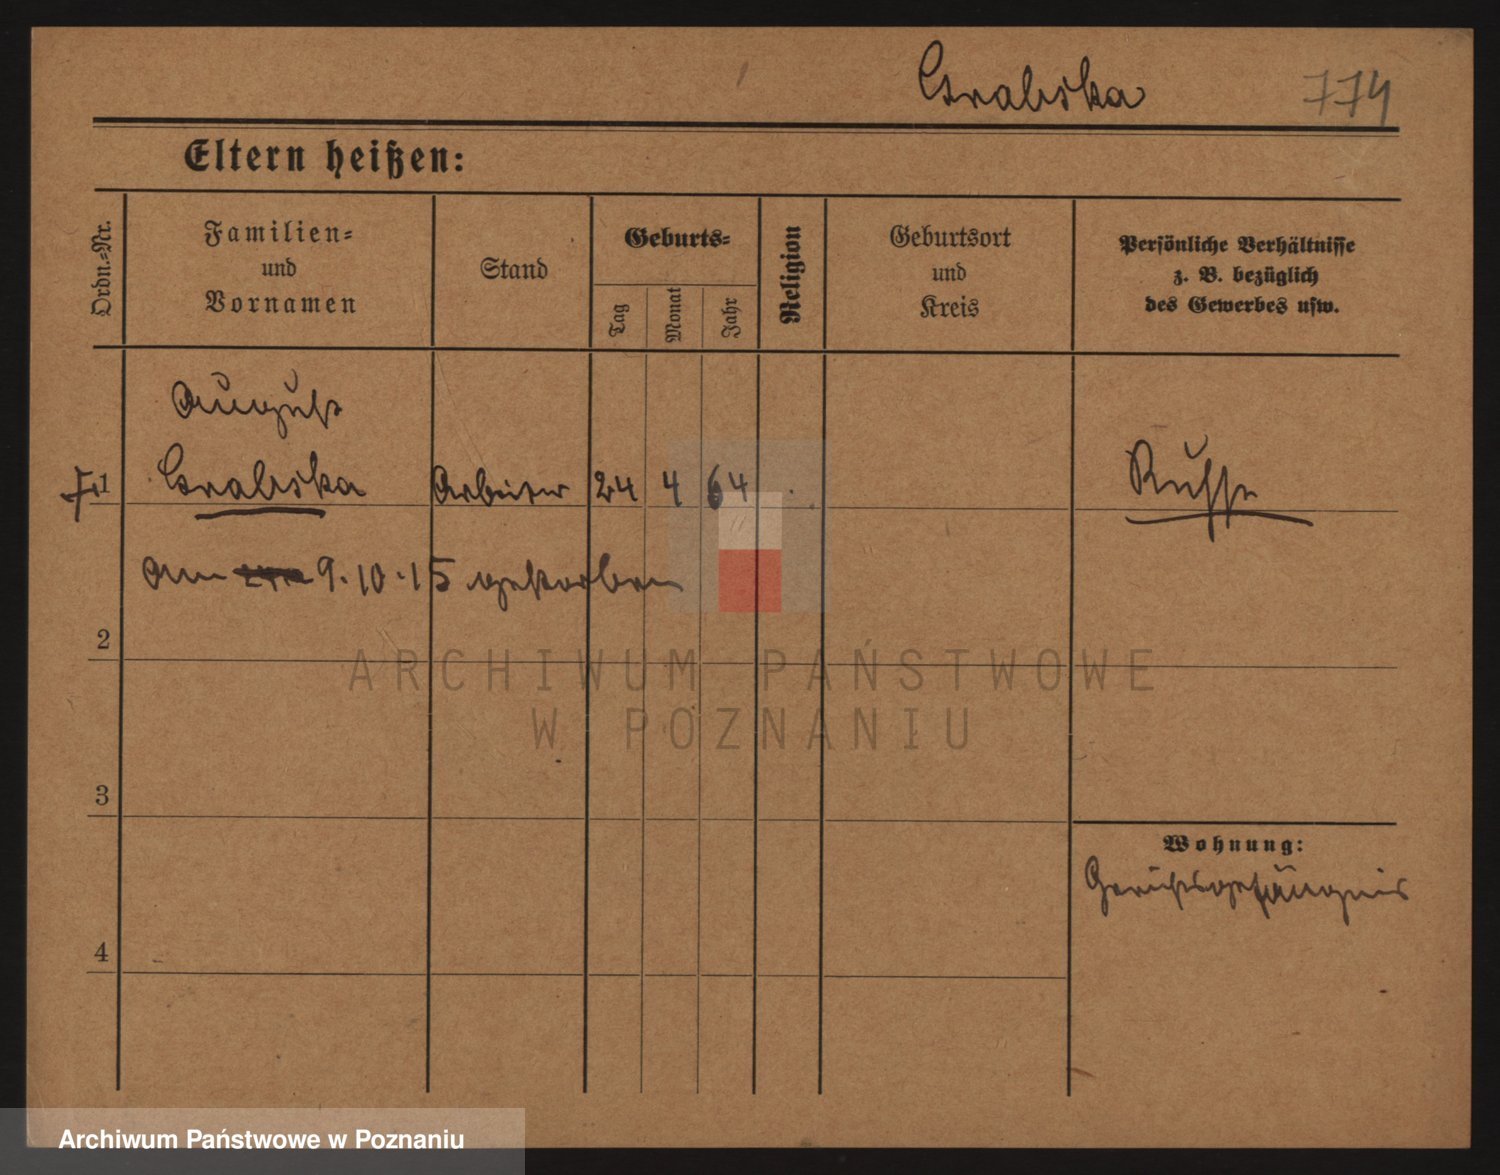 Grabska 774
Eltern heißen:
Ordn.-Nr.
Familien-
und
Vornamen
Stand
Geburts-
Tag
Monat
Jahr
Religion
Geburtsort
und
Kreis
Persönliche Verhältnisse
z. B. bezüglich
des Gewerbes usw.
August
1 Grabska Arbeiter 24 4 64 Russe
am 9.10.15 gestorben
2
ARCHIWUM PAŃSTWOWE
W POZNANIU
3
Wohnung:
Gerichtsgefängnis
4
Archiwum Państwowe w Poznaniu